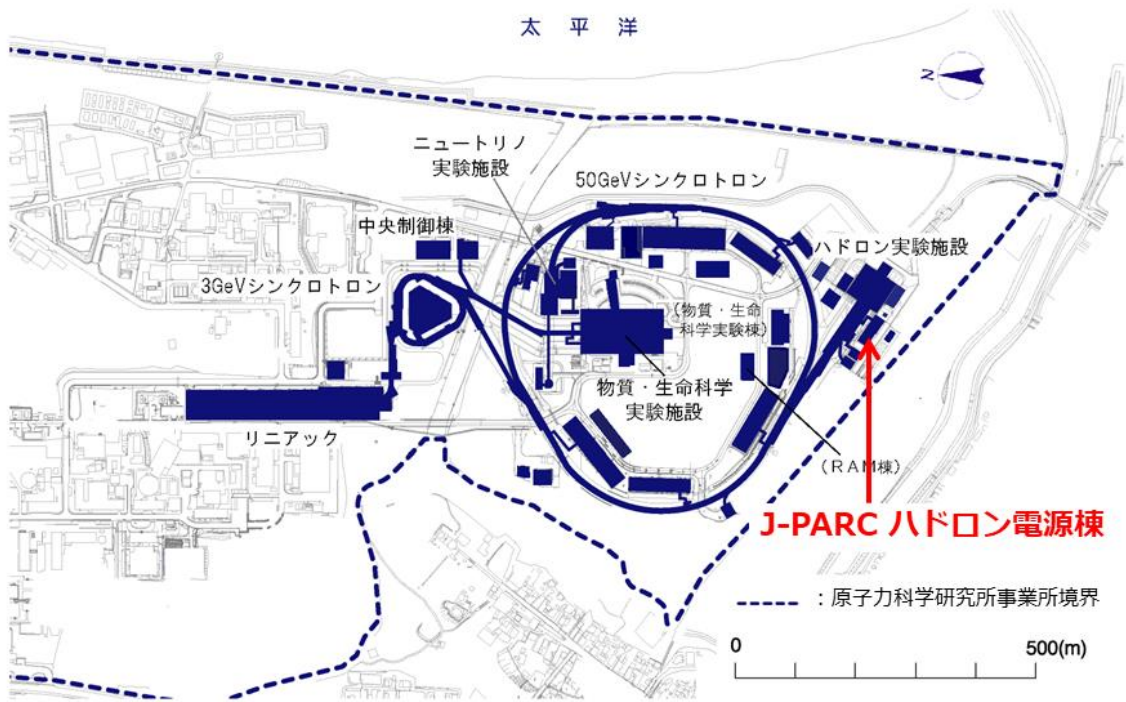 太 平 洋
N
ニュートリノ
実験施設
50GeVシンクロトロン
中央制御棟
ハドロン実験施設
3GeVシンクロトロン
(物質・生命
科学実験棟)
物質・生命科学
実験施設
リニアック
(RAM棟)
J-PARC ハドロン電源棟
：原子力科学研究所事業所境界
0 500(m)